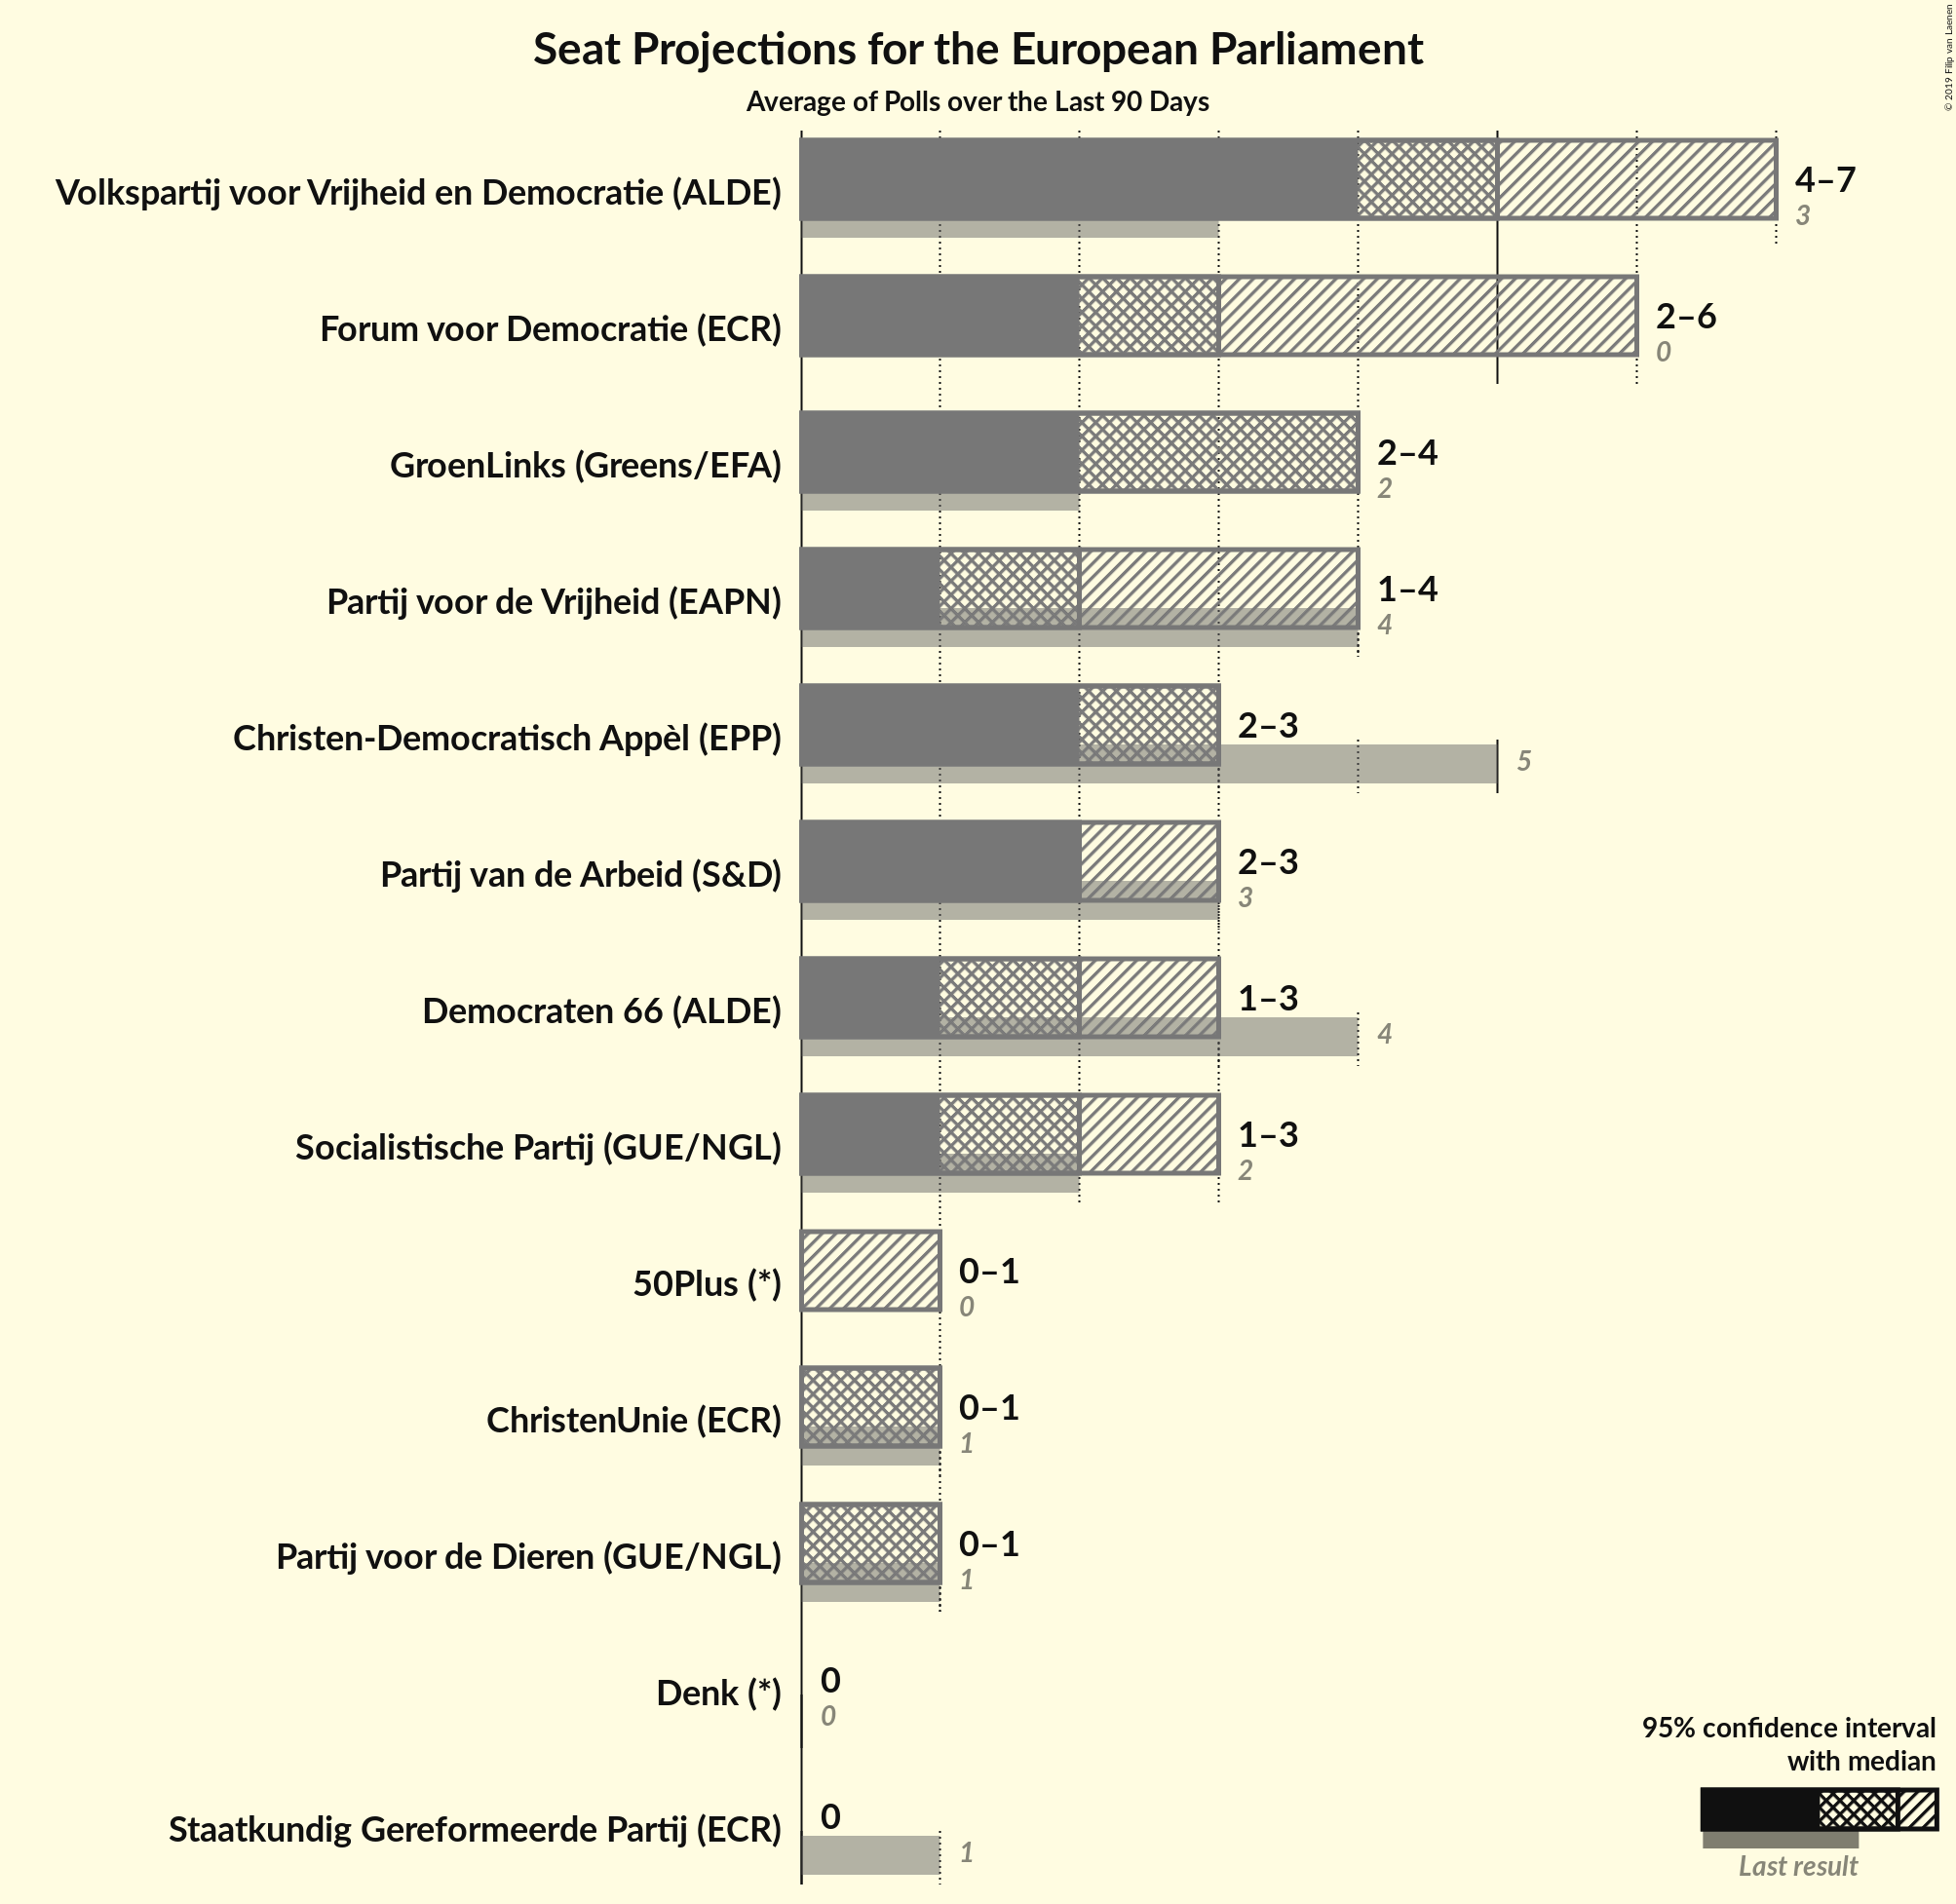 Seat Projections for the European Parliament
Average of Polls over the Last 90 Days
© 2019 Filip van Laenen
Volkspartij voor Vrijheid en Democratie (ALDE)
4–7
3
Forum voor Democratie (ECR)
2–6
0
GroenLinks (Greens/EFA)
2–4
2
Partij voor de Vrijheid (EAPN)
1–4
4
Christen-Democratisch Appèl (EPP)
2–3
5
Partij van de Arbeid (S&D)
2–3
3
Democraten 66 (ALDE)
1–3
4
Socialistische Partij (GUE/NGL)
1–3
2
50Plus (*)
0–1
0
ChristenUnie (ECR)
0–1
1
Partij voor de Dieren (GUE/NGL)
0–1
1
Denk (*)
0
0
Staatkundig Gereformeerde Partij (ECR)
0
1
95% confidence interval
with median
Last result